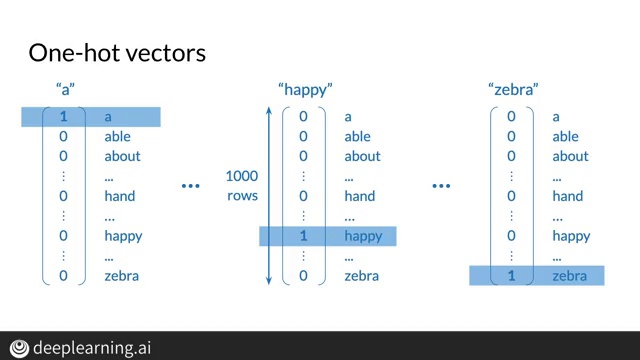 One-hot vectors
“a” “happy” “zebra”
1 a 0 a 0 a
0 able 0 able 0 able
0 about 0 about 0 about
⋮ ... ... 1000 ⋮ ... ... ⋮ ...
0 hand rows 0 hand 0 hand
⋮ ... ⋮ ... ⋮ ...
0 happy 1 happy 0 happy
⋮ ... ⋮ ... ⋮ ...
0 zebra 0 zebra 1 zebra
deeplearning.ai